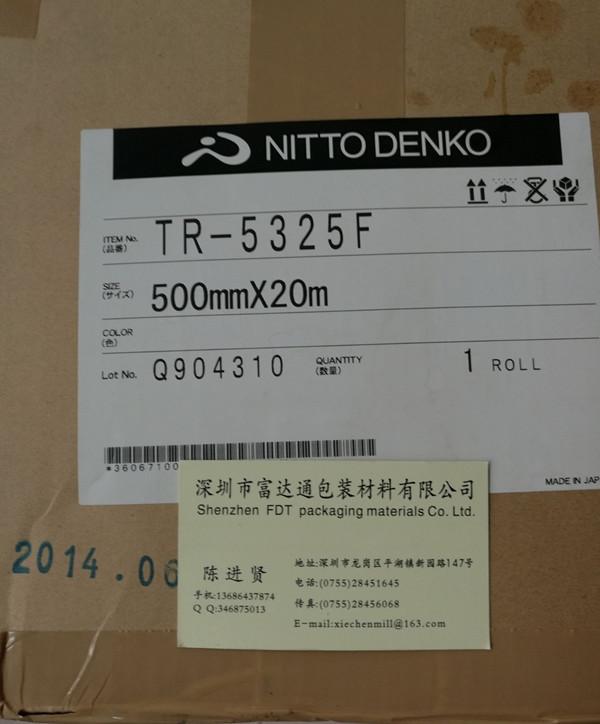 NITTO DENKO
ITEM No. TR-5325F
(品番)
SIZE 500mmX20m
(サイズ)
COLOR
(色)
Lot No. Q904310 QUANTITY 1 ROLL
(数量)
*36067100
MADE IN JAP
深圳市富达通包装材料有限公司
Shenzhen FDT packaging materials Co. Ltd.
2014.06
陈进贤
手机:13686437874
Q Q:346875013
地址:深圳市龙岗区平湖镇新园路147号
电话:(0755)28451645
传真:(0755)28456068
E-mail:xiechenmill@163.com